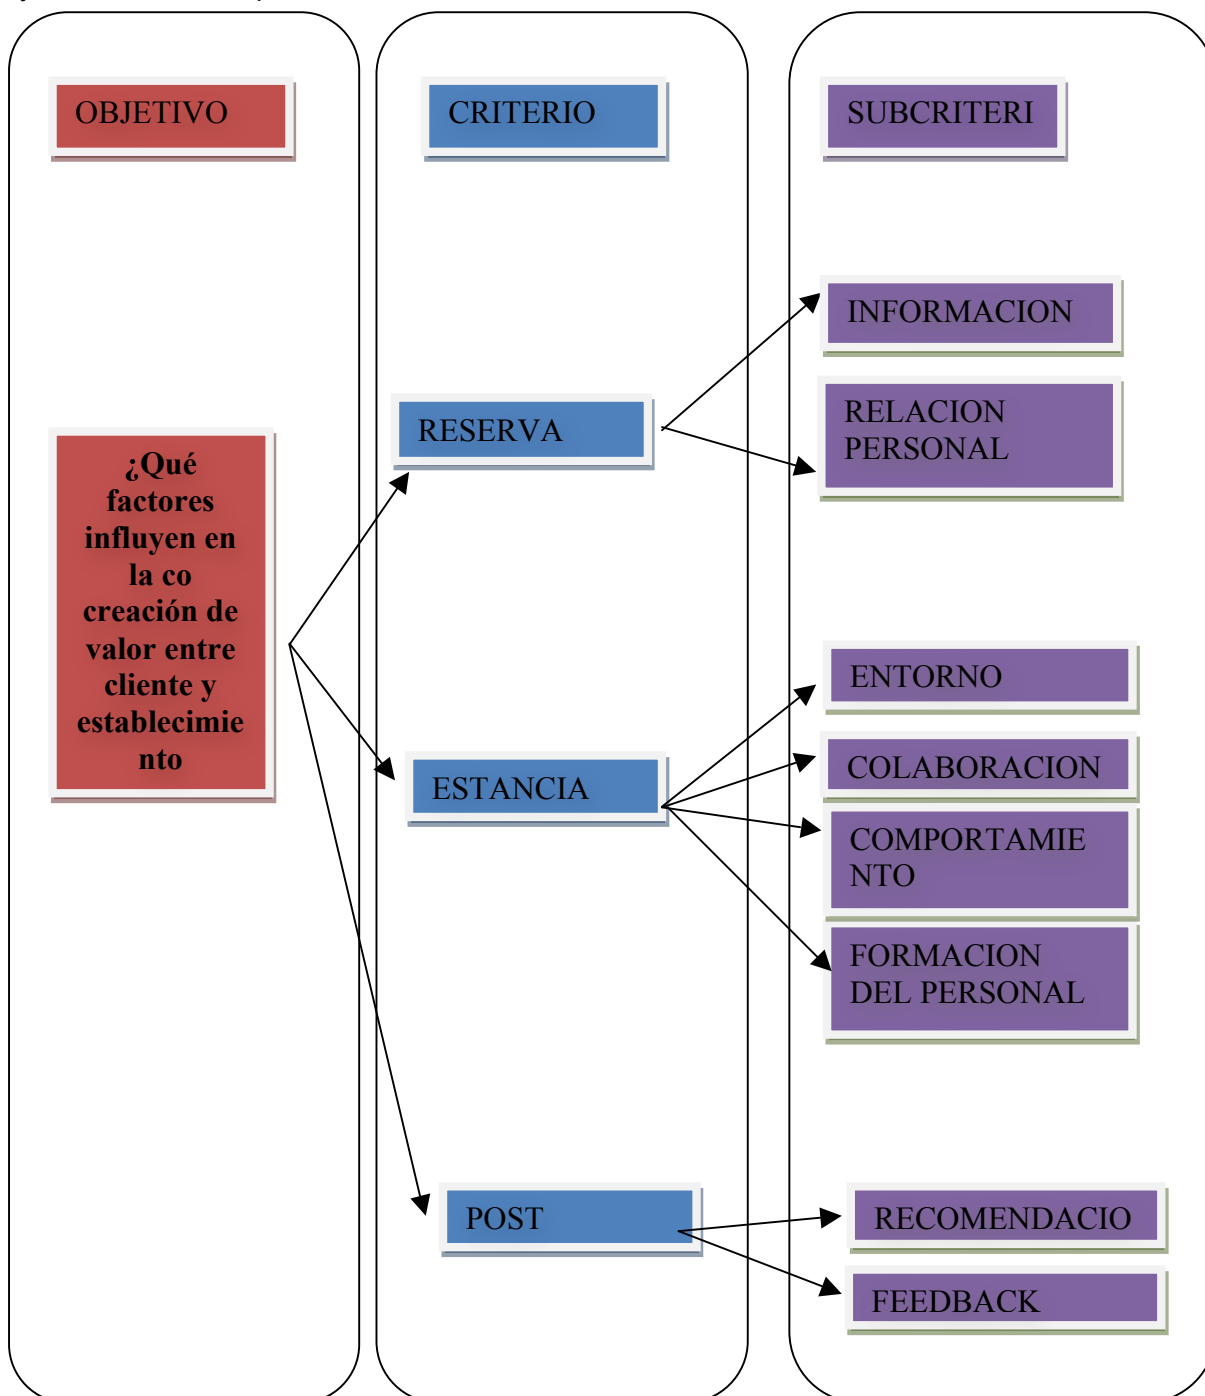 OBJETIVO
CRITERIO
SUBCRITERI
INFORMACION
RESERVA
RELACION
PERSONAL
¿Qué
factores
influyen en
la co
creación de
valor entre
cliente y
establecimie
nto
ENTORNO
ESTANCIA
COLABORACION
COMPORTAMIE
NTO
FORMACION
DEL PERSONAL
POST
RECOMENDACIO
FEEDBACK